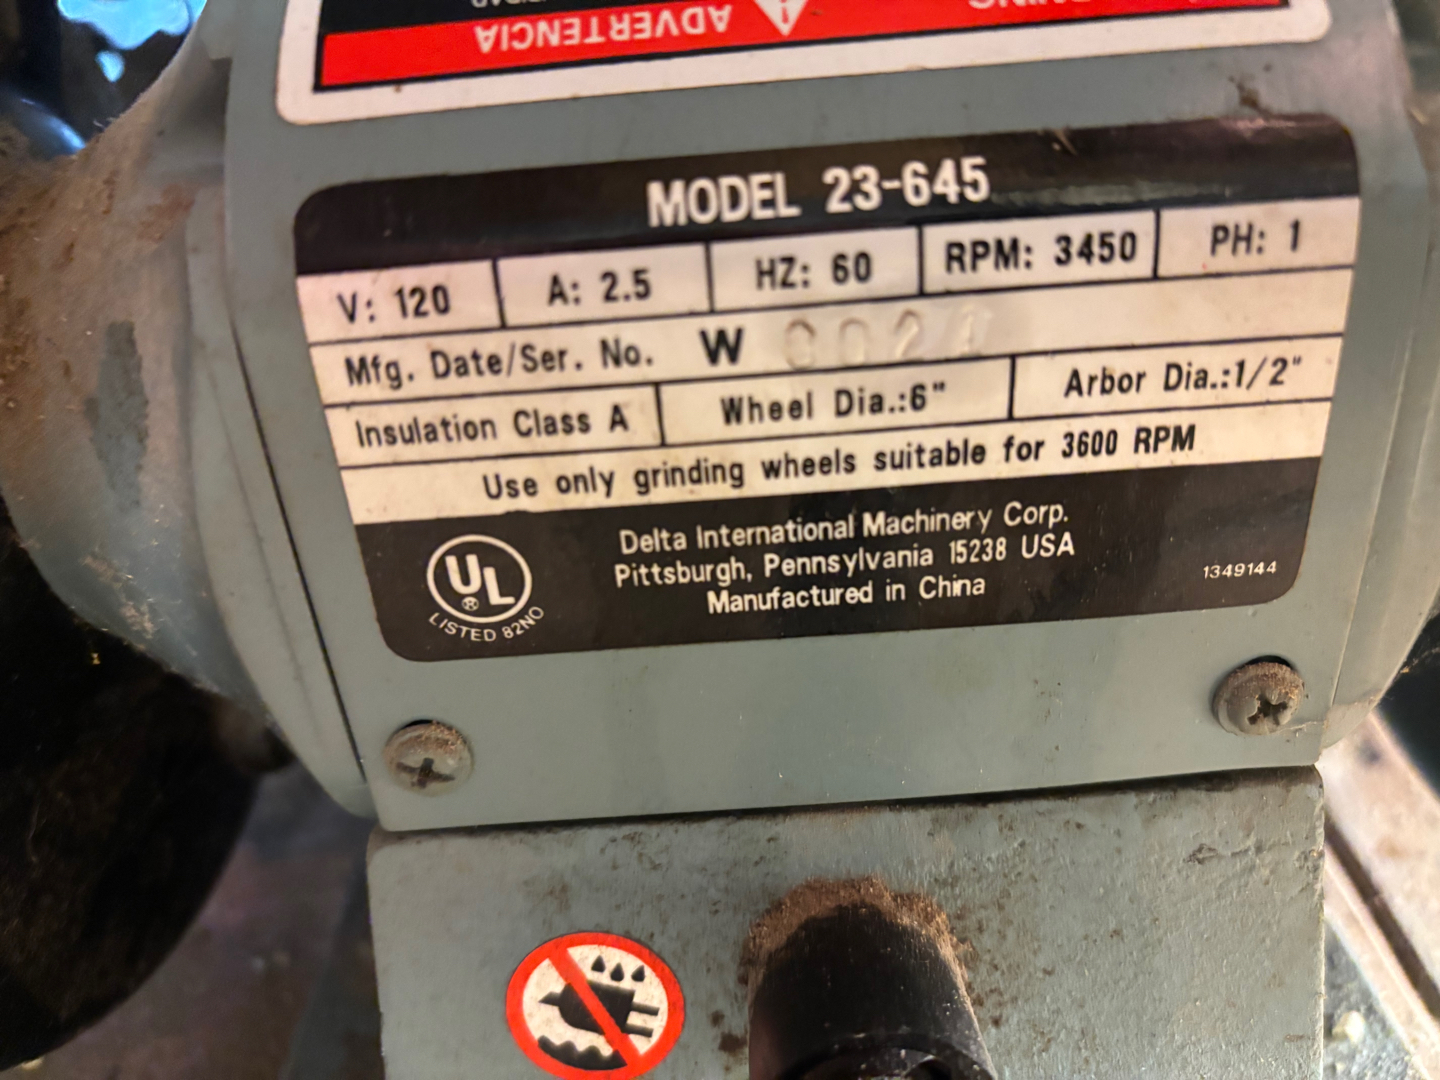 ADVERTENCIA
MODEL 23-645
V: 120 A: 2.5 HZ: 60 RPM: 3450 PH: 1
Mfg. Date/Ser. No. W
Insulation Class A Wheel Dia.:6" Arbor Dia.:1/2"
Use only grinding wheels suitable for 3600 RPM
Delta International Machinery Corp.
Pittsburgh, Pennsylvania 15238 USA
Manufactured in China
1349144
UL
®
LISTED 82NO